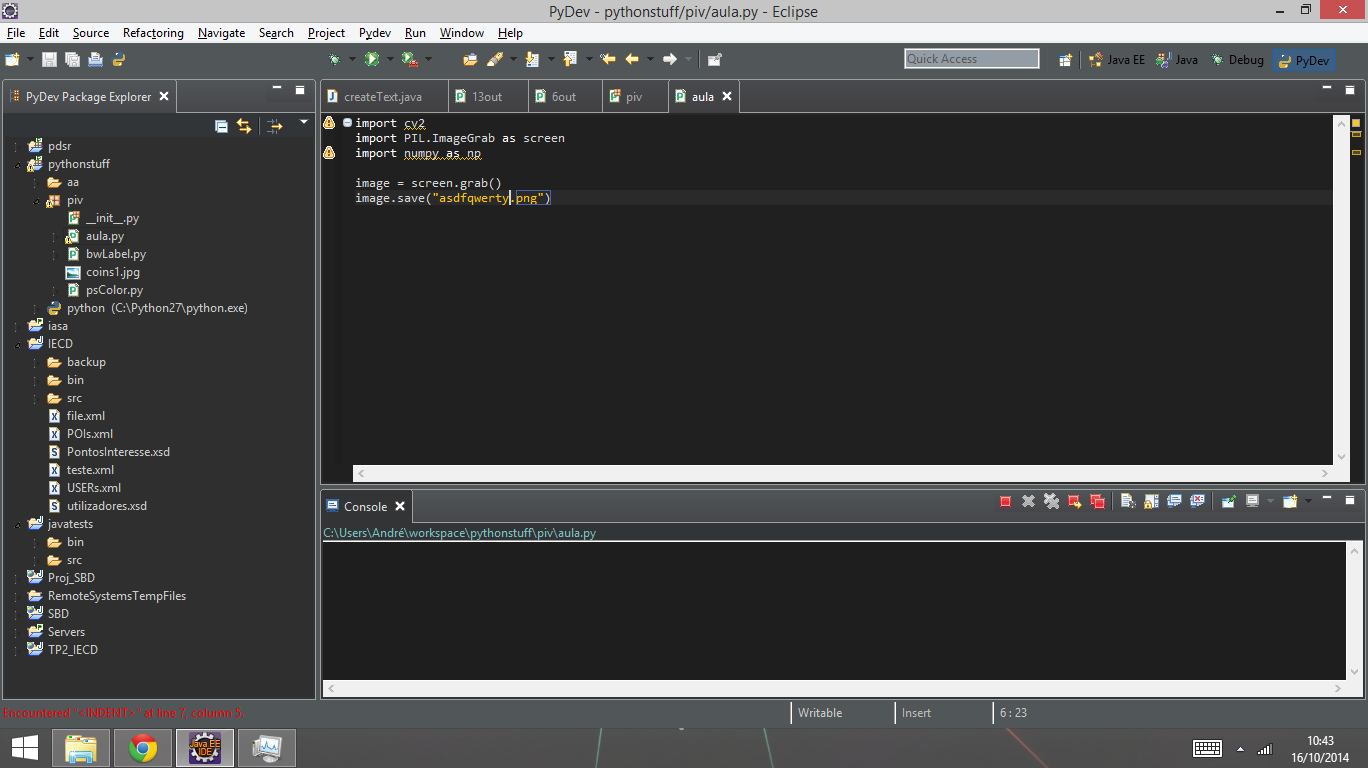 PyDev - pythonstuff/piv/aula.py - Eclipse
File Edit Source Refactoring Navigate Search Project Pydev Run Window Help
Quick Access
Java EE Java Debug PyDev
PyDev Package Explorer
createText.java 13out 6out piv aula
pdsr
pythonstuff
aa
piv
__init__.py
aula.py
bwLabel.py
coins1.jpg
psColor.py
python (C:\Python27\python.exe)
iasa
IECD
backup
bin
src
file.xml
POIs.xml
PontosInteresse.xsd
teste.xml
USERs.xml
utilizadores.xsd
javatests
bin
src
Proj_SBD
RemoteSystemsTempFiles
SBD
Servers
TP2_IECD
import cv2
import PIL.ImageGrab as screen
import numpy as np
image = screen.grab()
image.save("asdfqwerty.png")
Console
C:\Users\André\workspace\pythonstuff\piv\aula.py
Encountered "<INDENT>" at line 7, column 5.
Writable Insert 6 : 23
Java EE
IDE
10:43
16/10/2014